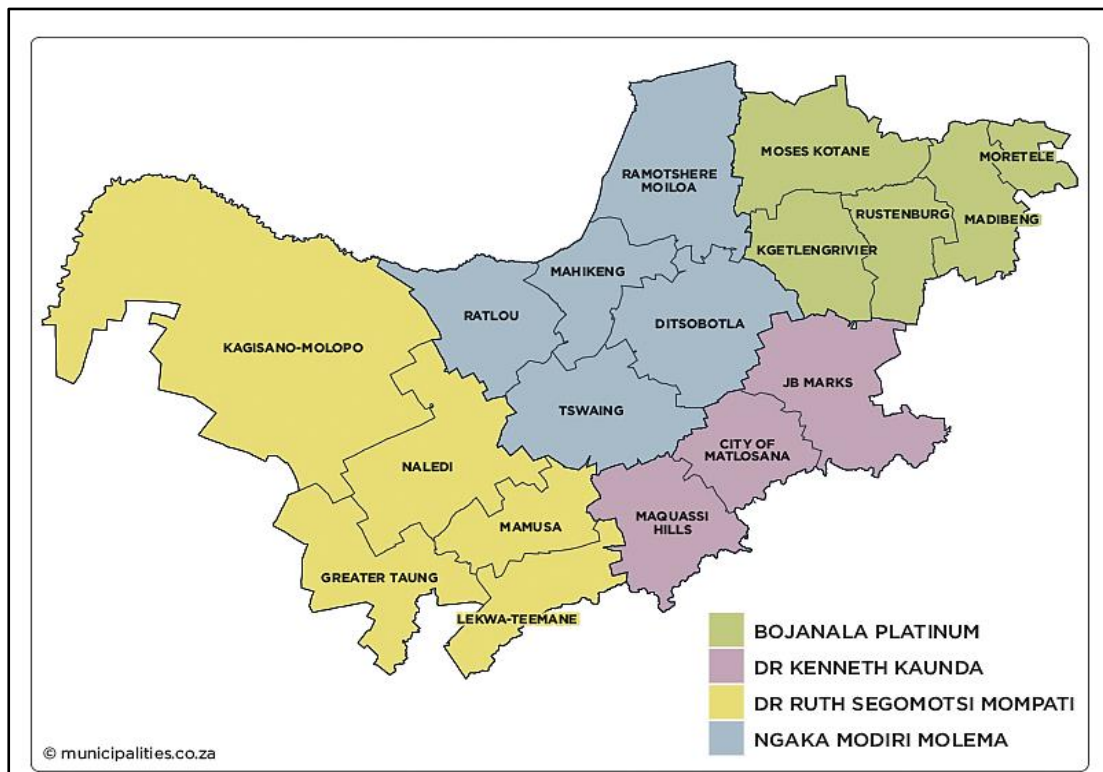 MOSES KOTANE
MORETELE
RAMOTSHERE
MOILOA
RUSTENBURG
MADIBENG
KGETLENGRIVIER
MAHIKENG
RATLOU
DITSOBOTLA
KAGISANO-MOLOPO
JB MARKS
TSWAING
CITY OF
MATLOSANA
NALEDI
MAMUSA
MAQUASSI
HILLS
GREATER TAUNG
LEKWA-TEEMANE
BOJANALA PLATINUM
DR KENNETH KAUNDA
DR RUTH SEGOMOTSI MOMPATI
NGAKA MODIRI MOLEMA
© municipalities.co.za